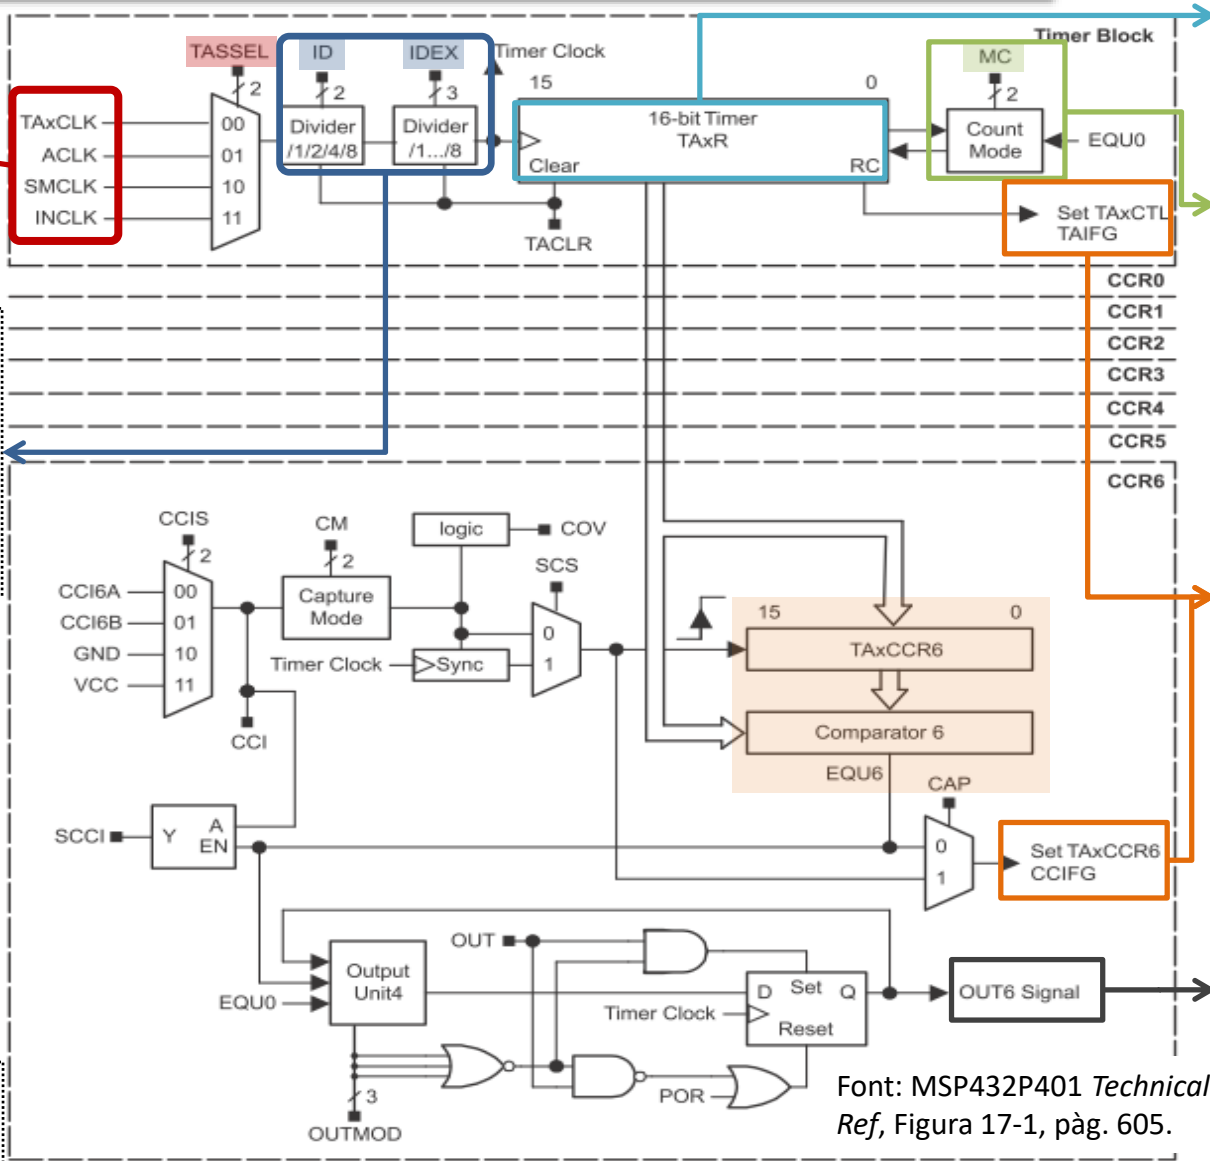 Timer Block
TASSEL
ID
IDEX
Timer Clock
MC
2
2
3
15
0
2
TAxCLK
ACLK
SMCLK
INCLK
00
01
10
11
Divider
/1/2/4/8
Divider
/1.../8
16-bit Timer
TAxR
Clear
RC
Count
Mode
EQU0
TACLR
Set TAxCTL
TAIFG
CCR0
CCR1
CCR2
CCR3
CCR4
CCR5
CCR6
CCIS
2
CM
2
logic
COV
SCS
CCI6A
CCI6B
GND
VCC
00
01
10
11
Capture
Mode
Timer Clock
Sync
0
1
15
0
TAxCCR6
Comparator 6
EQU6
CCI
CAP
SCCI
Y
A
EN
0
1
Set TAxCCR6
CCIFG
OUT
Output
Unit4
EQU0
D
Set
Q
Timer Clock
Reset
OUT6 Signal
3
OUTMOD
POR
Font: MSP432P401 Technical
Ref, Figura 17-1, pàg. 605.